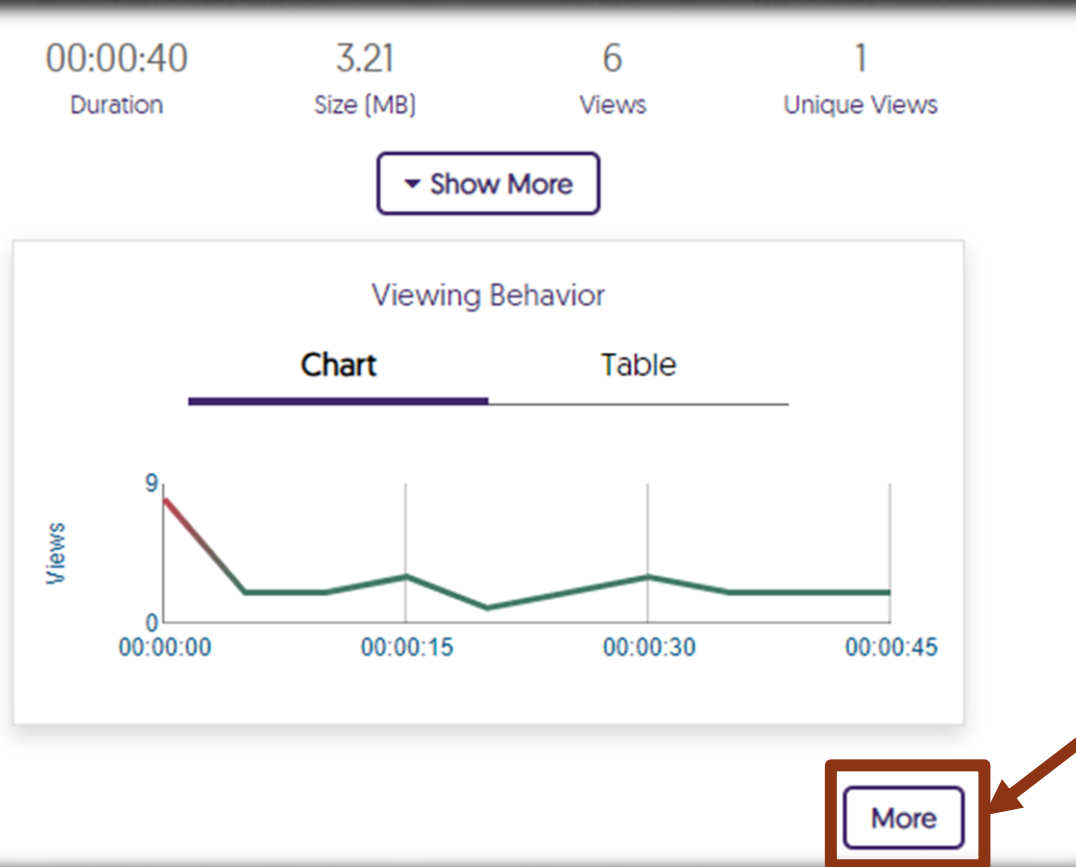 00:00:40 3.21 6 1
Duration Size (MB) Views Unique Views
Show More
Viewing Behavior
Chart Table
9
Views
0
00:00:00 00:00:15 00:00:30 00:00:45
More